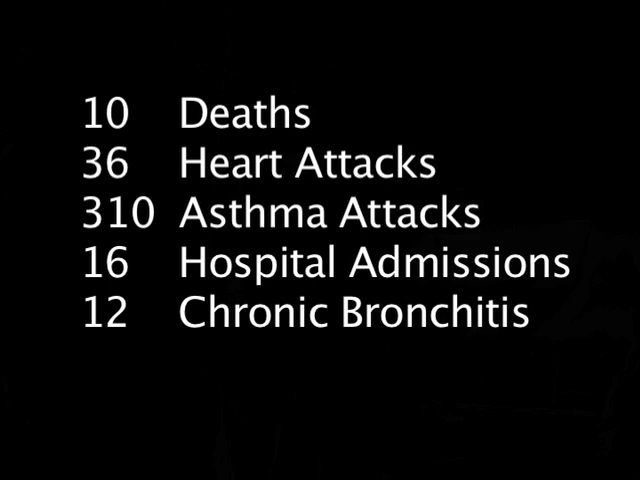 10 Deaths
36 Heart Attacks
310 Asthma Attacks
16 Hospital Admissions
12 Chronic Bronchitis